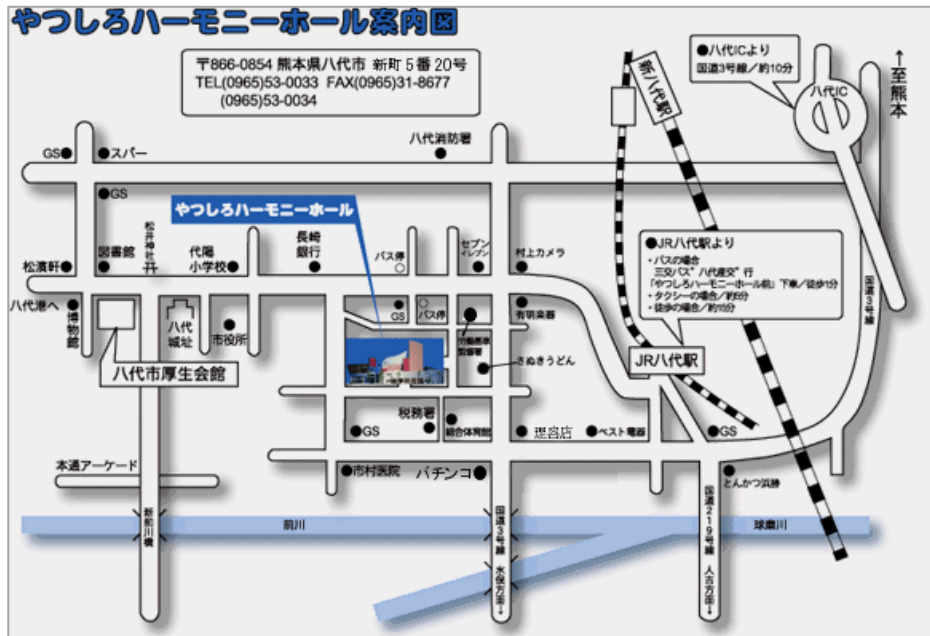 やつしろハーモニーホール案内図
〒866-0854 熊本県八代市 新町５番20号
TEL(0965)53-0033 FAX(0965)31-8677
(0965)53-0034
新八代駅
●八代ICより
国道3号線／約10分
八代IC
↑至熊本
GS
スパー
八代消防署
GS
やつしろハーモニーホール
松井神社
図書館
代陽
小学校
長崎
銀行
バス停
セブン
イレブン
村上カメラ
●JR八代駅より
・バスの場合
三交バス"八代産交"行
「やつしろハーモニーホール前」下車／徒歩1分
・タクシーの場合／約5分
・徒歩の場合／約15分
松濱軒
国道3号線
八代港へ
博物館
八代
城址
市役所
GS
バス停
有明楽器
労働基準
監督署
さぬきうどん
JR八代駅
八代市厚生会館
税務署
GS
総合体育館
理容店
ベスト電器
GS
本通アーケード
市村医院
パチンコ
とんかつ浜勝
新前川橋
前川
国道3号線 水俣方面→
国道219号線 人吉方面→
球磨川